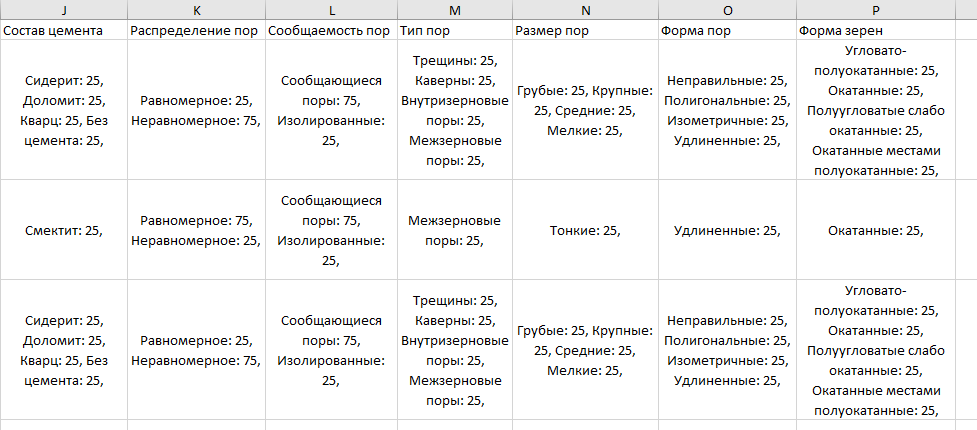 J K L M N O P
Состав цемента Распределение пор Сообщаемость пор Тип пор Размер пор Форма пор Форма зерен
Сидерит: 25,
Доломит: 25,
Кварц: 25, Без
цемента: 25,
Равномерное: 25,
Неравномерное: 75,
Сообщающиеся
поры: 75,
Изолированные:
25,
Трещины: 25,
Каверны: 25,
Внутризерновые
поры: 25,
Межзерновые
поры: 25,
Грубые: 25, Крупные:
25, Средние: 25,
Мелкие: 25,
Неправильные: 25,
Полигональные: 25,
Изометричные: 25,
Удлиненные: 25,
Угловато-
полуокатанные: 25,
Окатанные: 25,
Полуугловатые слабо
окатанные: 25,
Окатанные местами
полуокатанные: 25,
Смектит: 25,
Равномерное: 75,
Неравномерное: 25,
Сообщающиеся
поры: 75,
Изолированные:
25,
Межзерновые
поры: 25,
Тонкие: 25,
Удлиненные: 25,
Окатанные: 25,
Сидерит: 25,
Доломит: 25,
Кварц: 25, Без
цемента: 25,
Равномерное: 25,
Неравномерное: 75,
Сообщающиеся
поры: 75,
Изолированные:
25,
Трещины: 25,
Каверны: 25,
Внутризерновые
поры: 25,
Межзерновые
поры: 25,
Грубые: 25, Крупные:
25, Средние: 25,
Мелкие: 25,
Неправильные: 25,
Полигональные: 25,
Изометричные: 25,
Удлиненные: 25,
Угловато-
полуокатанные: 25,
Окатанные: 25,
Полуугловатые слабо
окатанные: 25,
Окатанные местами
полуокатанные: 25,